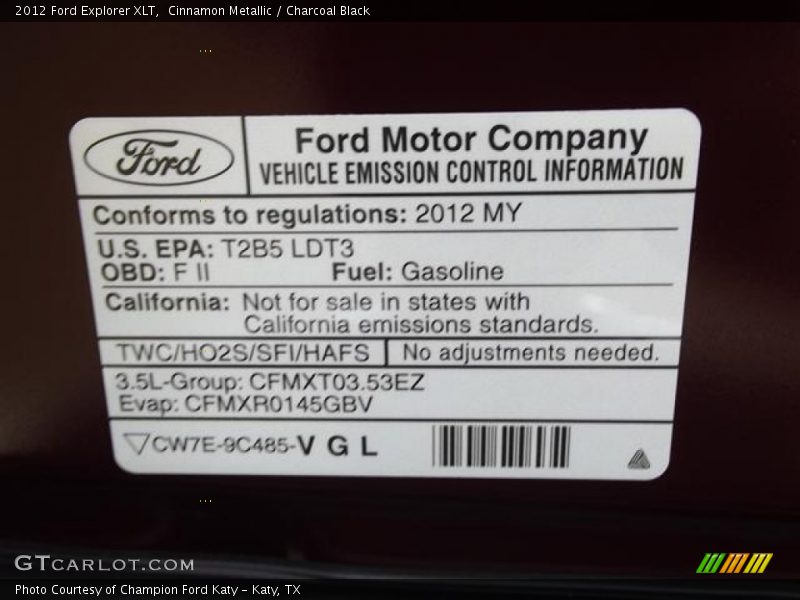 2012 Ford Explorer XLT,  Cinnamon Metallic / Charcoal Black
Ford
Ford Motor Company
VEHICLE EMISSION CONTROL INFORMATION
Conforms to regulations: 2012 MY
U.S. EPA: T2B5 LDT3
OBD: F II Fuel: Gasoline
California: Not for sale in states with
California emissions standards.
TWC/HO2S/SFI/HAFS No adjustments needed.
3.5L-Group: CFMXT03.53EZ
Evap: CFMXR0145GBV
CW7E-9C485-V G L
GTCARLOT.COM
Photo Courtesy of Champion Ford Katy – Katy, TX